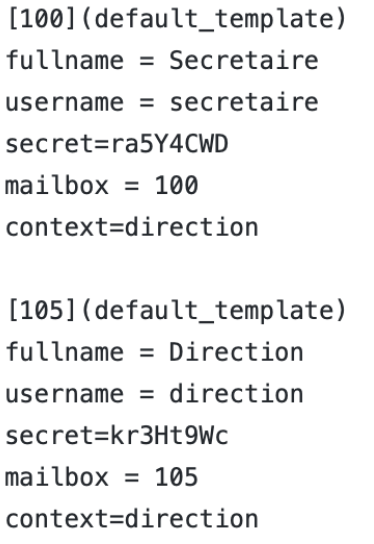 [100](default_template)
fullname = Secretaire
username = secretaire
secret=ra5Y4CWD
mailbox = 100
context=direction
[105](default_template)
fullname = Direction
username = direction
secret=kr3Ht9Wc
mailbox = 105
context=direction